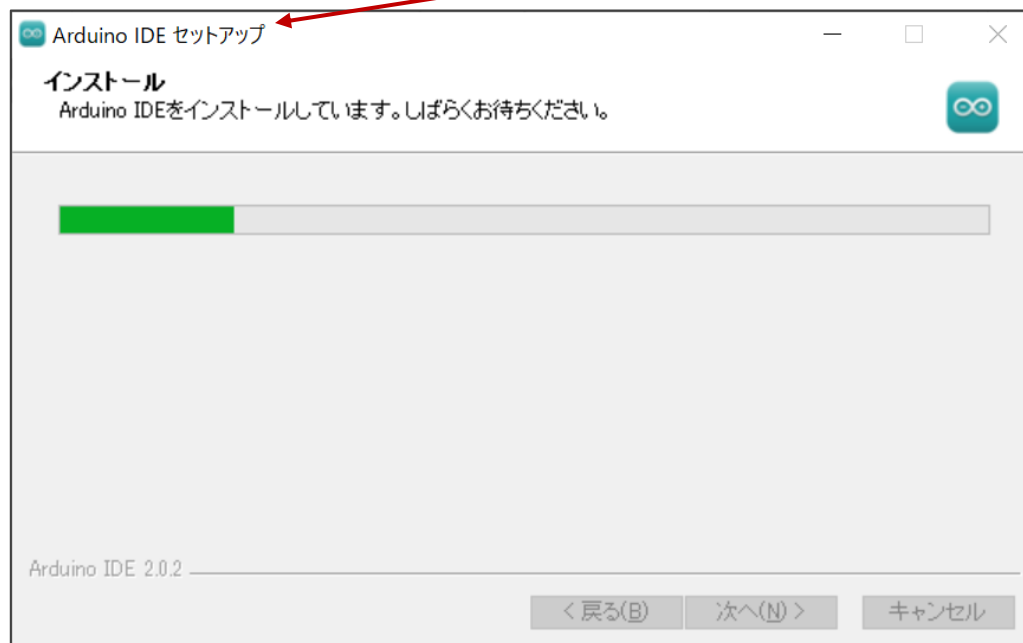 Arduino IDE セットアップ
インストール
Arduino IDEをインストールしています。しばらくお待ちください。
Arduino IDE 2.0.2
< 戻る(B)
次へ(N) >
キャンセル